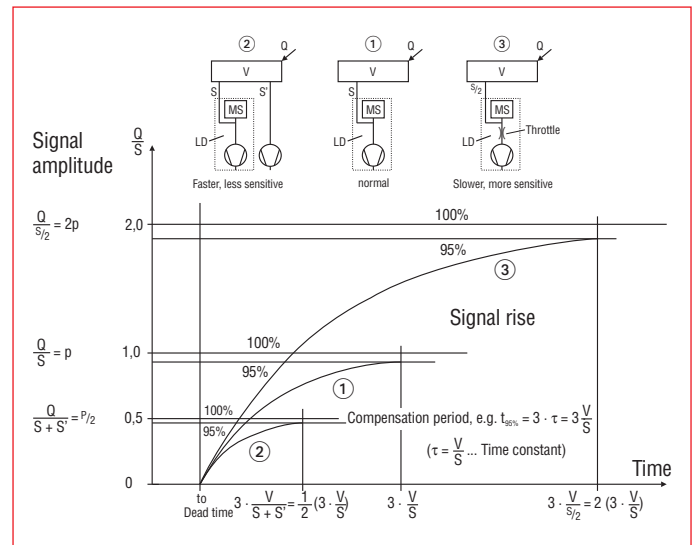 ② Q ① Q ③ Q
V V V
S S' S S/2
MS MS MS
LD LD LD Throttle
Faster, less sensitive normal Slower, more sensitive
Signal amplitude
Q/S
Q/S/2 = 2p 2,0 100%
95%
③
Signal rise
Q/S = p 1,0 100%
95%
①
Q/S + S' = P/2 0,5 100%
95%
②
Compensation period, e.g. t95% = 3 · τ = 3 V/S
(τ = V/S ... Time constant)
0 Time
to
Dead time
3 · V/S + S' = 1/2 (3 · V/S) 3 · V/S 3 · V/S/2 = 2 (3 · V/S)